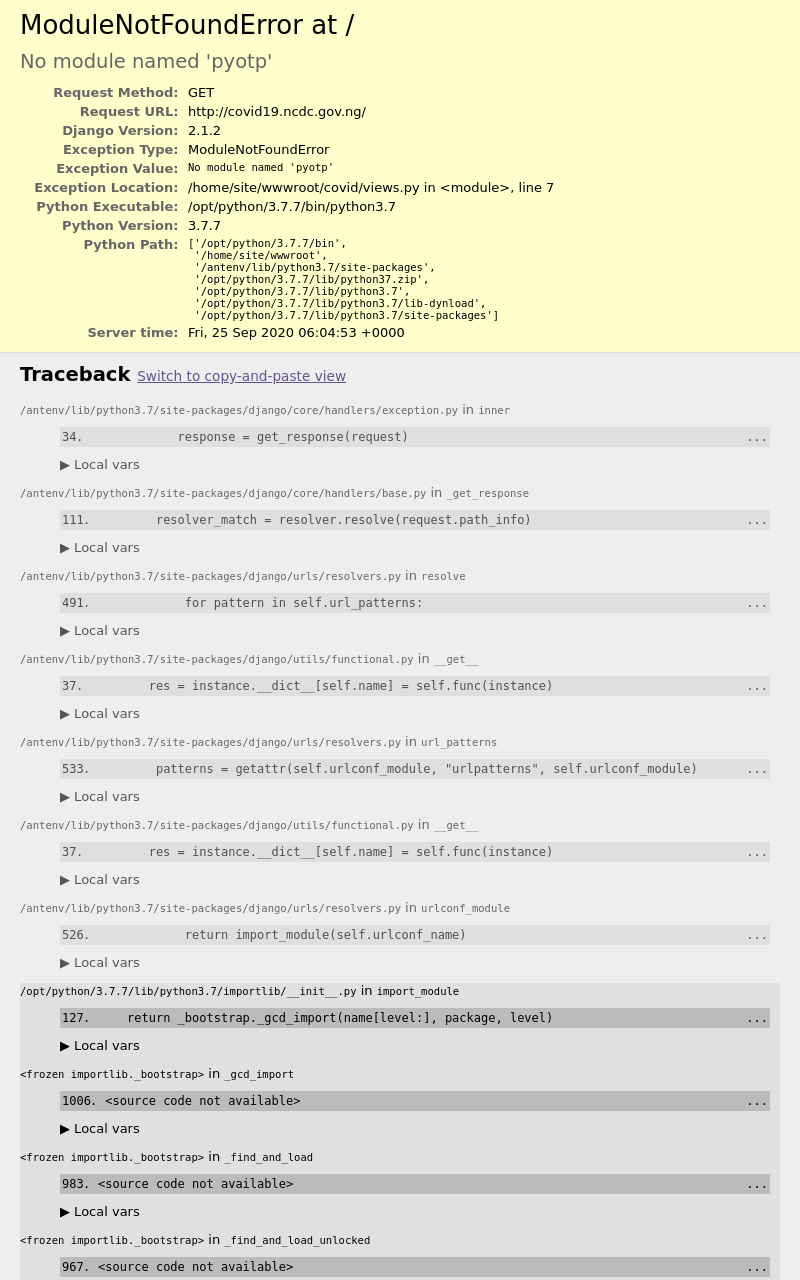 ModuleNotFoundError at /
No module named 'pyotp'
Request Method: GET
Request URL: http://covid19.ncdc.gov.ng/
Django Version: 2.1.2
Exception Type: ModuleNotFoundError
Exception Value: No module named 'pyotp'
Exception Location: /home/site/wwwroot/covid/views.py in <module>, line 7
Python Executable: /opt/python/3.7.7/bin/python3.7
Python Version: 3.7.7
Python Path: ['/opt/python/3.7.7/bin',
'/home/site/wwwroot',
'/antenv/lib/python3.7/site-packages',
'/opt/python/3.7.7/lib/python37.zip',
'/opt/python/3.7.7/lib/python3.7',
'/opt/python/3.7.7/lib/python3.7/lib-dynload',
'/opt/python/3.7.7/lib/python3.7/site-packages']
Server time: Fri, 25 Sep 2020 06:04:53 +0000
Traceback Switch to copy-and-paste view
/antenv/lib/python3.7/site-packages/django/core/handlers/exception.py in inner
34. response = get_response(request) ...
▶ Local vars
/antenv/lib/python3.7/site-packages/django/core/handlers/base.py in _get_response
111. resolver_match = resolver.resolve(request.path_info) ...
▶ Local vars
/antenv/lib/python3.7/site-packages/django/urls/resolvers.py in resolve
491. for pattern in self.url_patterns: ...
▶ Local vars
/antenv/lib/python3.7/site-packages/django/utils/functional.py in __get__
37. res = instance.__dict__[self.name] = self.func(instance) ...
▶ Local vars
/antenv/lib/python3.7/site-packages/django/urls/resolvers.py in url_patterns
533. patterns = getattr(self.urlconf_module, "urlpatterns", self.urlconf_module) ...
▶ Local vars
/antenv/lib/python3.7/site-packages/django/utils/functional.py in __get__
37. res = instance.__dict__[self.name] = self.func(instance) ...
▶ Local vars
/antenv/lib/python3.7/site-packages/django/urls/resolvers.py in urlconf_module
526. return import_module(self.urlconf_name) ...
▶ Local vars
/opt/python/3.7.7/lib/python3.7/importlib/__init__.py in import_module
127. return _bootstrap._gcd_import(name[level:], package, level) ...
▶ Local vars
<frozen importlib._bootstrap> in _gcd_import
1006. <source code not available> ...
▶ Local vars
<frozen importlib._bootstrap> in _find_and_load
983. <source code not available> ...
▶ Local vars
<frozen importlib._bootstrap> in _find_and_load_unlocked
967. <source code not available> ...